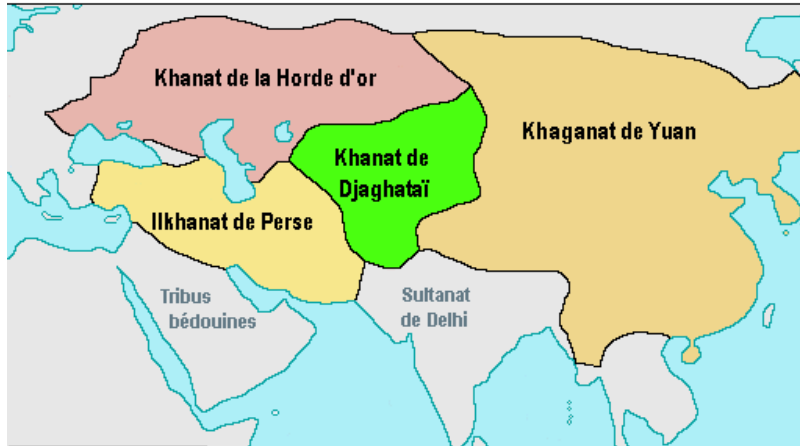 Khanat de la Horde d'or
Khaganat de Yuan
Khanat de
Djaghataï
Ilkhanat de Perse
Tribus
bédouines
Sultanat
de Delhi